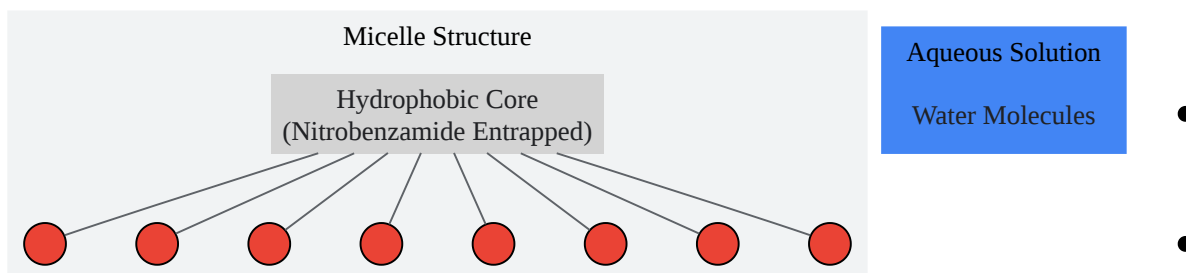 Micelle Structure
Hydrophobic Core
(Nitrobenzamide Entrapped)
Aqueous Solution
Water Molecules